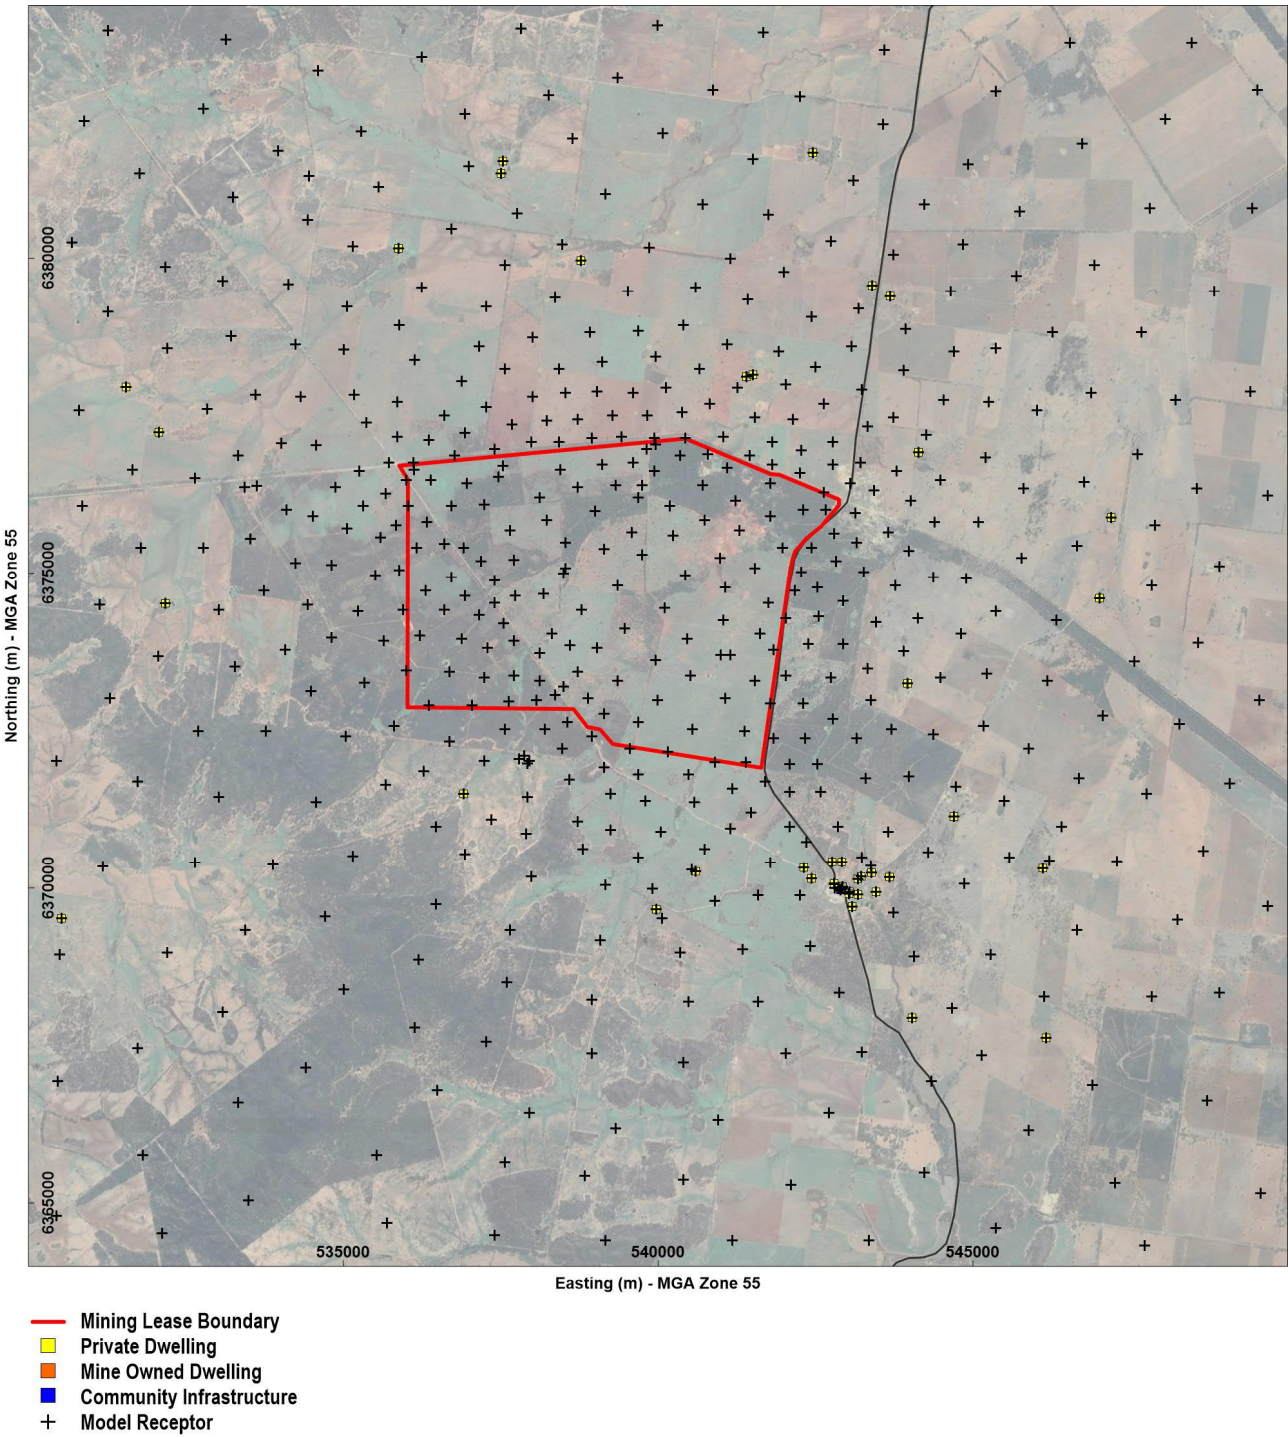 Northing (m) - MGA Zone 55
6380000
6375000
6370000
6365000
535000
540000
545000
Easting (m) - MGA Zone 55
Mining Lease Boundary
Private Dwelling
Mine Owned Dwelling
Community Infrastructure
Model Receptor